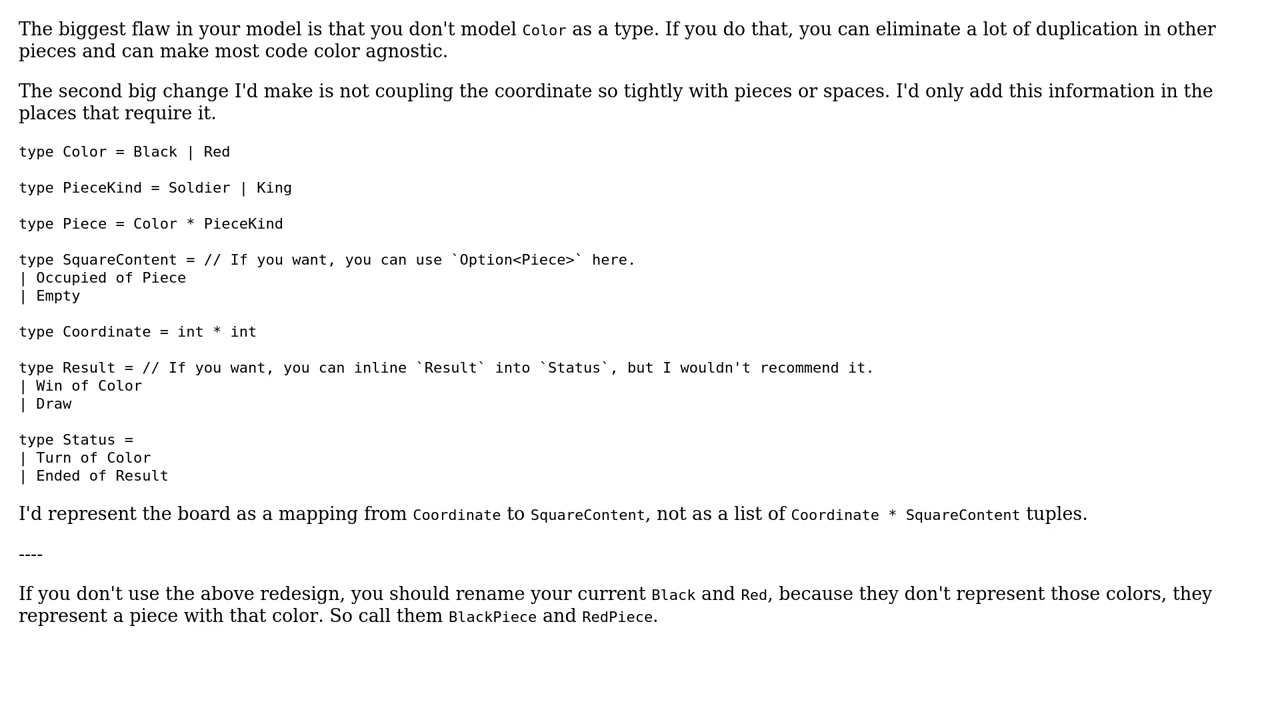 The biggest flaw in your model is that you don't model Color as a type. If you do that, you can eliminate a lot of duplication in other
pieces and can make most code color agnostic.
The second big change I'd make is not coupling the coordinate so tightly with pieces or spaces. I'd only add this information in the
places that require it.
type Color = Black | Red
type PieceKind = Soldier | King
type Piece = Color * PieceKind
type SquareContent = // If you want, you can use `Option<Piece>` here.
| Occupied of Piece
| Empty
type Coordinate = int * int
type Result = // If you want, you can inline `Result` into `Status`, but I wouldn't recommend it.
| Win of Color
| Draw
type Status =
| Turn of Color
| Ended of Result
I'd represent the board as a mapping from Coordinate to SquareContent, not as a list of Coordinate * SquareContent tuples.
----
If you don't use the above redesign, you should rename your current Black and Red, because they don't represent those colors, they
represent a piece with that color. So call them BlackPiece and RedPiece.